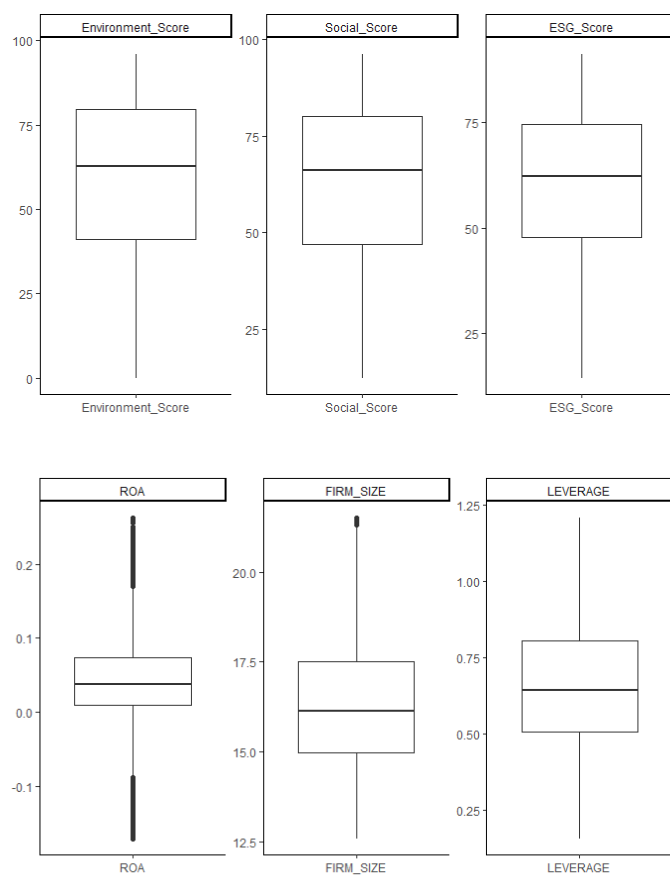 Environment_Score
Social_Score
ESG_Score
100
75
50
25
0
100
75
50
25
75
50
25
Environment_Score
Social_Score
ESG_Score
ROA
FIRM_SIZE
LEVERAGE
0.2
0.1
0.0
-0.1
20.0
17.5
15.0
12.5
1.25
1.00
0.75
0.50
0.25
ROA
FIRM_SIZE
LEVERAGE